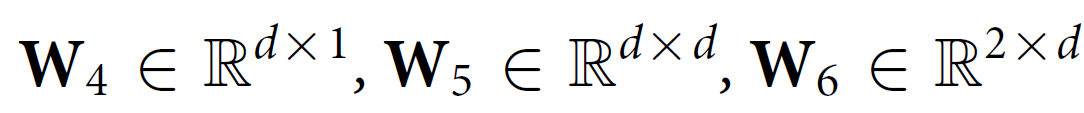 W₄ ∈ ℝ^{d×1}, W₅ ∈ ℝ^{d×d}, W₆ ∈ ℝ^{2×d}